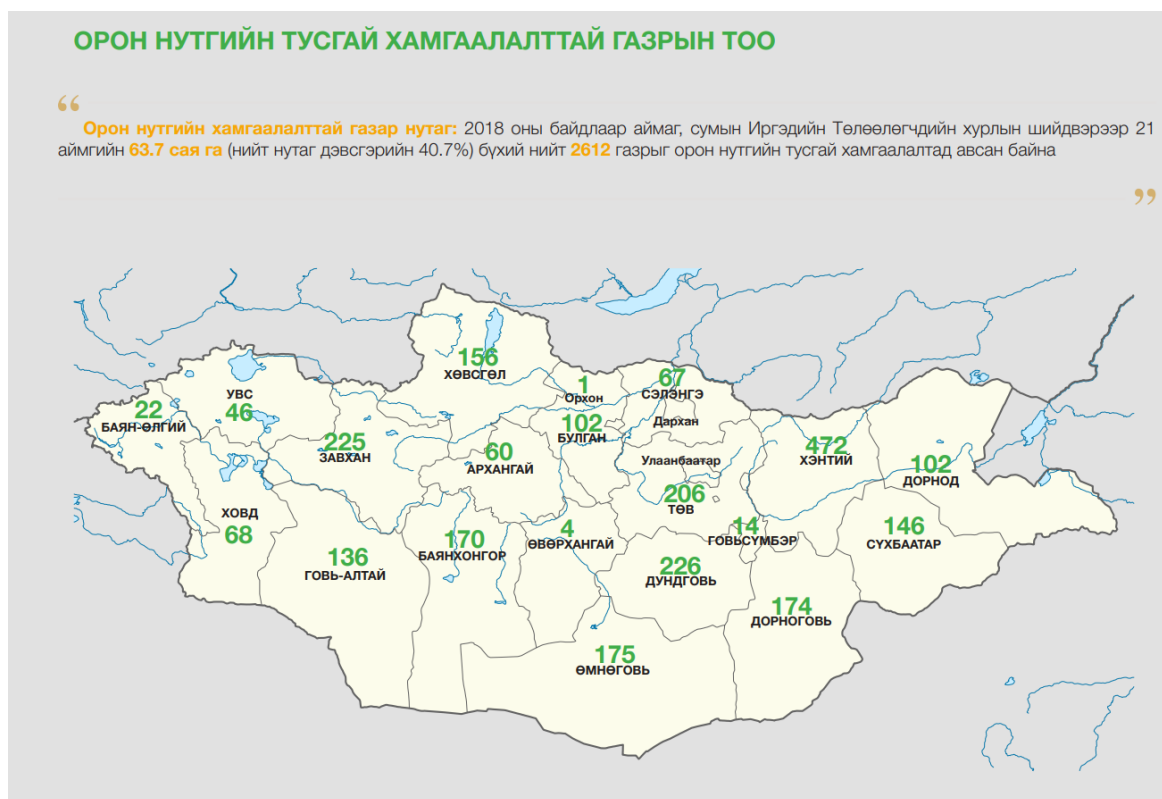 ОРОН НУТГИЙН ТУСГАЙ ХАМГААЛАЛТТАЙ ГАЗРЫН ТОО
“
Орон нутгийн хамгаалалттай газар нутаг: 2018 оны байдлаар аймаг, сумын Иргэдийн Төлөөлөгчдийн хурлын шийдвэрээр 21
аймгийн 63.7 сая га (нийт нутаг дэвсгэрийн 40.7%) бүхий нийт 2612 газрыг орон нутгийн тусгай хамгаалалтад авсан байна
”
156
ХӨВСГӨЛ
1
Орхон
67
СЭЛЭНГЭ
УВС
46
22
БАЯН-ӨЛГИЙ
225
ЗАВХАН
60
АРХАНГАЙ
102
БУЛГАН
Дархан
Улаанбаатар
472
ХЭНТИЙ
102
ДОРНОД
206
ТӨВ
ХОВД
68
136
ГОВЬ-АЛТАЙ
170
БАЯНХОНГОР
4
ӨВӨРХАНГАЙ
14
ГОВЬСҮМБЭР
146
СҮХБААТАР
226
ДУНДГОВЬ
174
ДОРНОГОВЬ
175
ӨМНӨГОВЬ